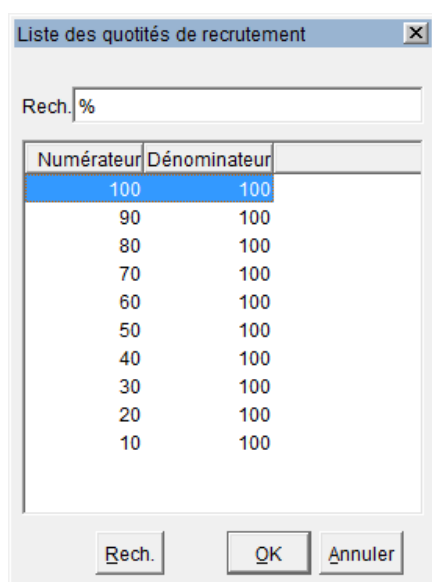 Liste des quotités de recrutement
Rech. %
Numérateur Dénominateur
100 100
90 100
80 100
70 100
60 100
50 100
40 100
30 100
20 100
10 100
Rech. OK Annuler